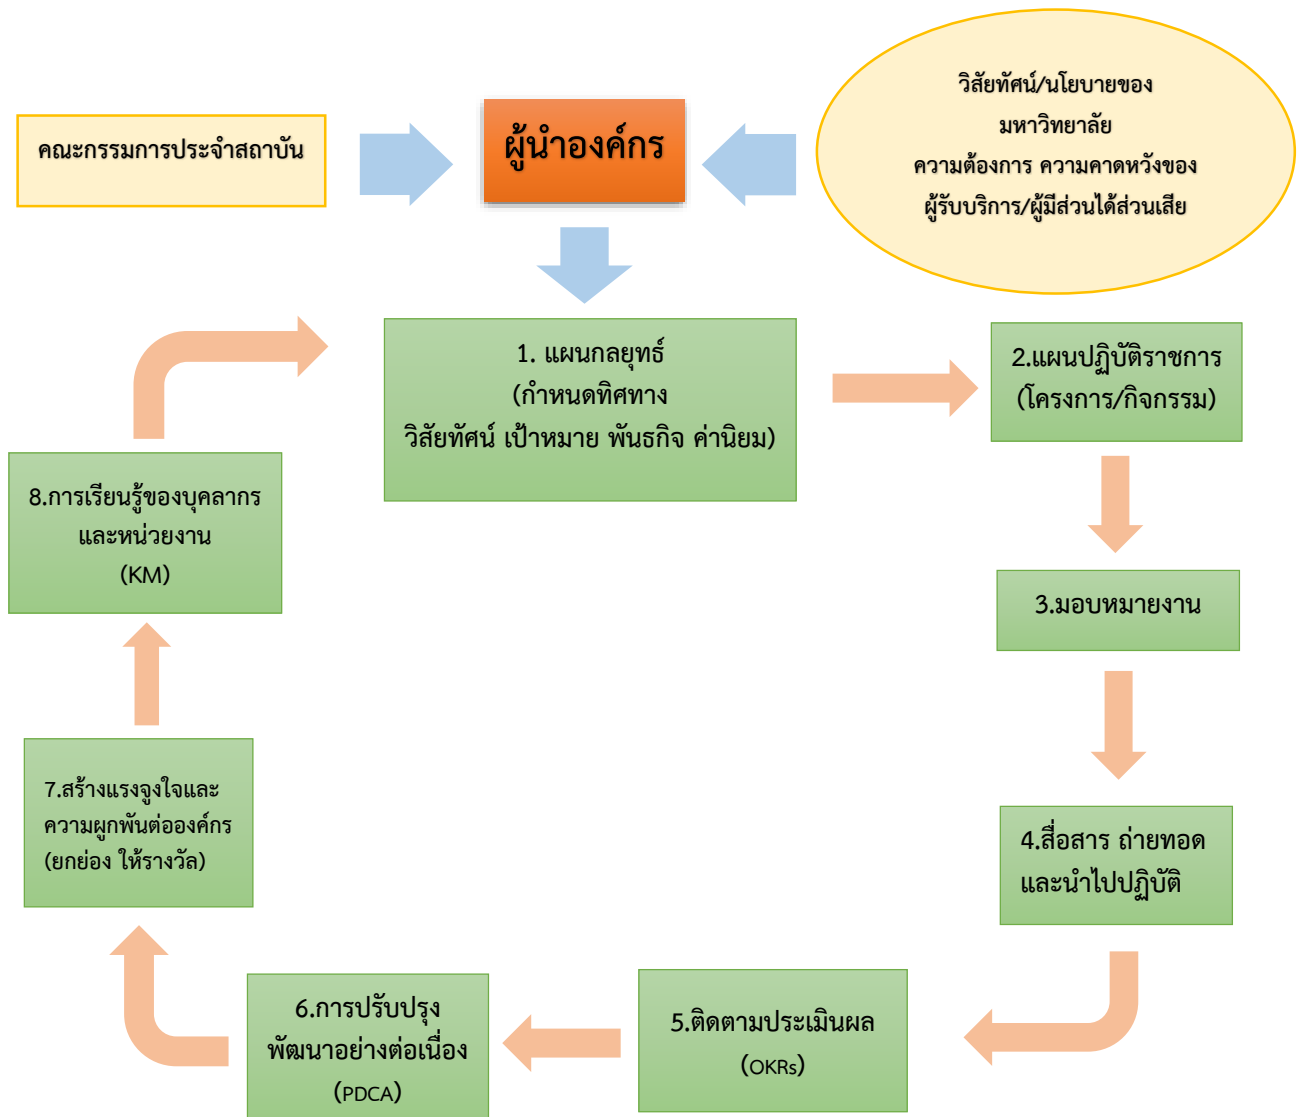 คณะกรรมการประจำสถาบัน
ผู้นำองค์กร
วิสัยทัศน์/นโยบายของ
มหาวิทยาลัย
ความต้องการ ความคาดหวังของ
ผู้รับบริการ/ผู้มีส่วนได้ส่วนเสีย
1. แผนกลยุทธ์
(กำหนดทิศทาง
วิสัยทัศน์ เป้าหมาย พันธกิจ ค่านิยม)
2.แผนปฏิบัติราชการ
(โครงการ/กิจกรรม)
3.มอบหมายงาน
4.สื่อสาร ถ่ายทอด
และนำไปปฏิบัติ
5.ติดตามประเมินผล
(OKRs)
6.การปรับปรุง
พัฒนาอย่างต่อเนื่อง
(PDCA)
7.สร้างแรงจูงใจและ
ความผูกพันต่อองค์กร
(ยกย่อง ให้รางวัล)
8.การเรียนรู้ของบุคลากร
และหน่วยงาน
(KM)